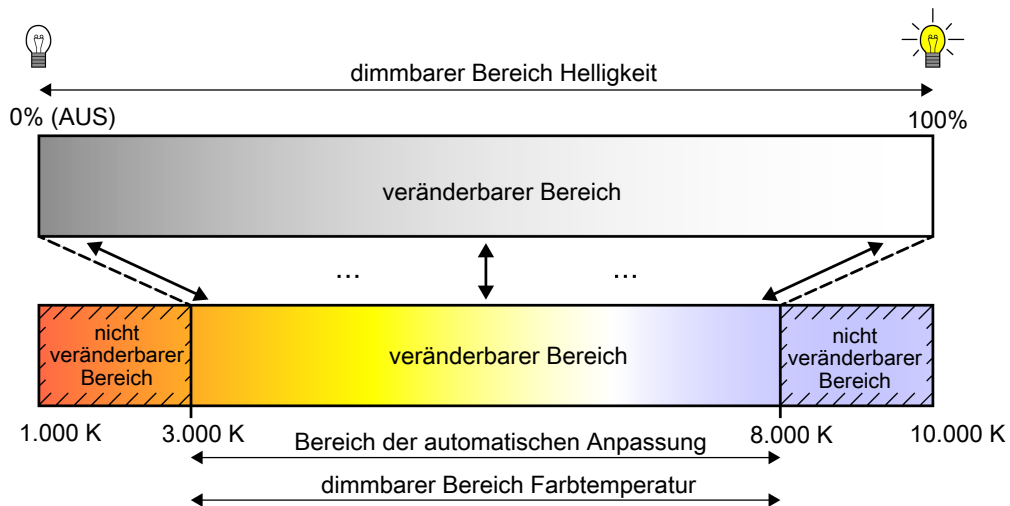 dimmbarer Bereich Helligkeit
0% (AUS)
100%
veränderbarer Bereich
...
...
nicht
veränderbarer
Bereich
veränderbarer Bereich
nicht
veränderbarer
Bereich
1.000 K
3.000 K
8.000 K
10.000 K
Bereich der automatischen Anpassung
dimmbarer Bereich Farbtemperatur